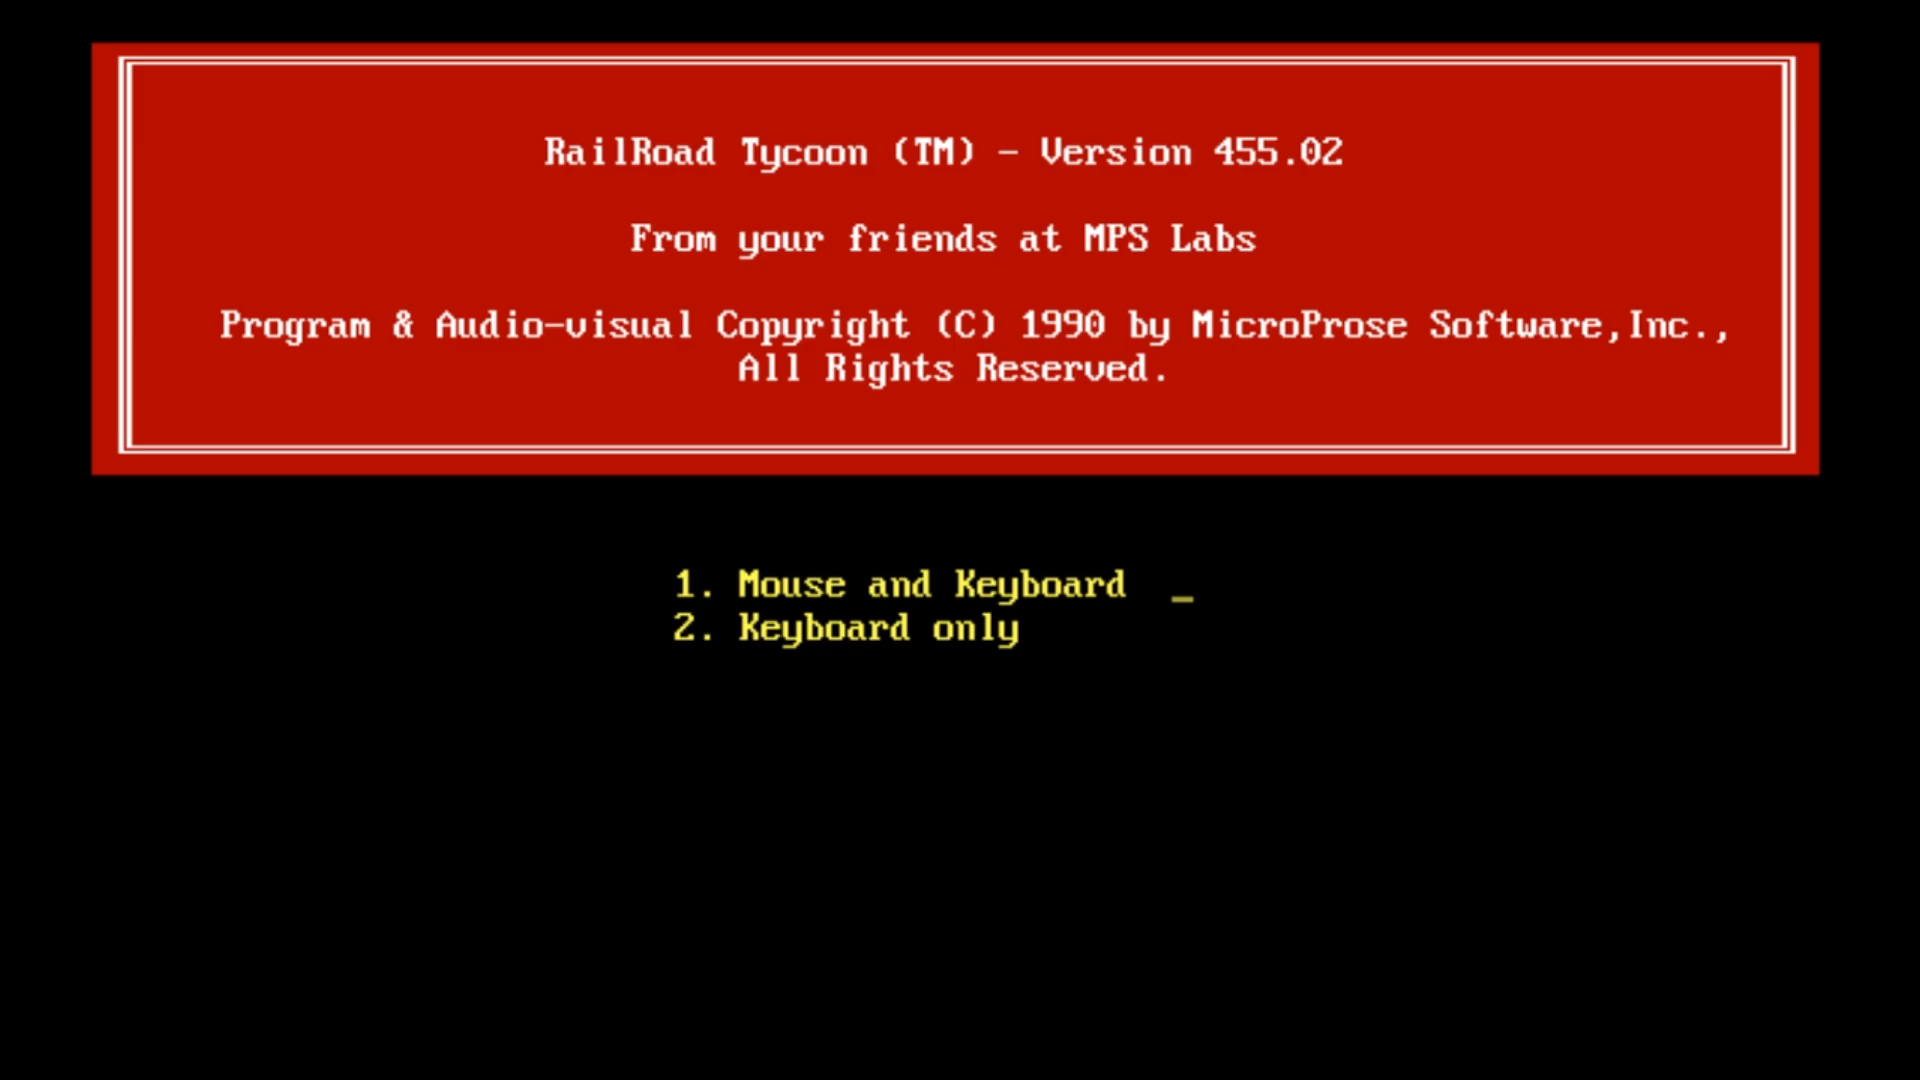 RailRoad Tycoon (TM) - Version 455.02
From your friends at MPS Labs
Program & Audio-visual Copyright (C) 1990 by MicroProse Software,Inc.,
All Rights Reserved.
1. Mouse and Keyboard _
2. Keyboard only